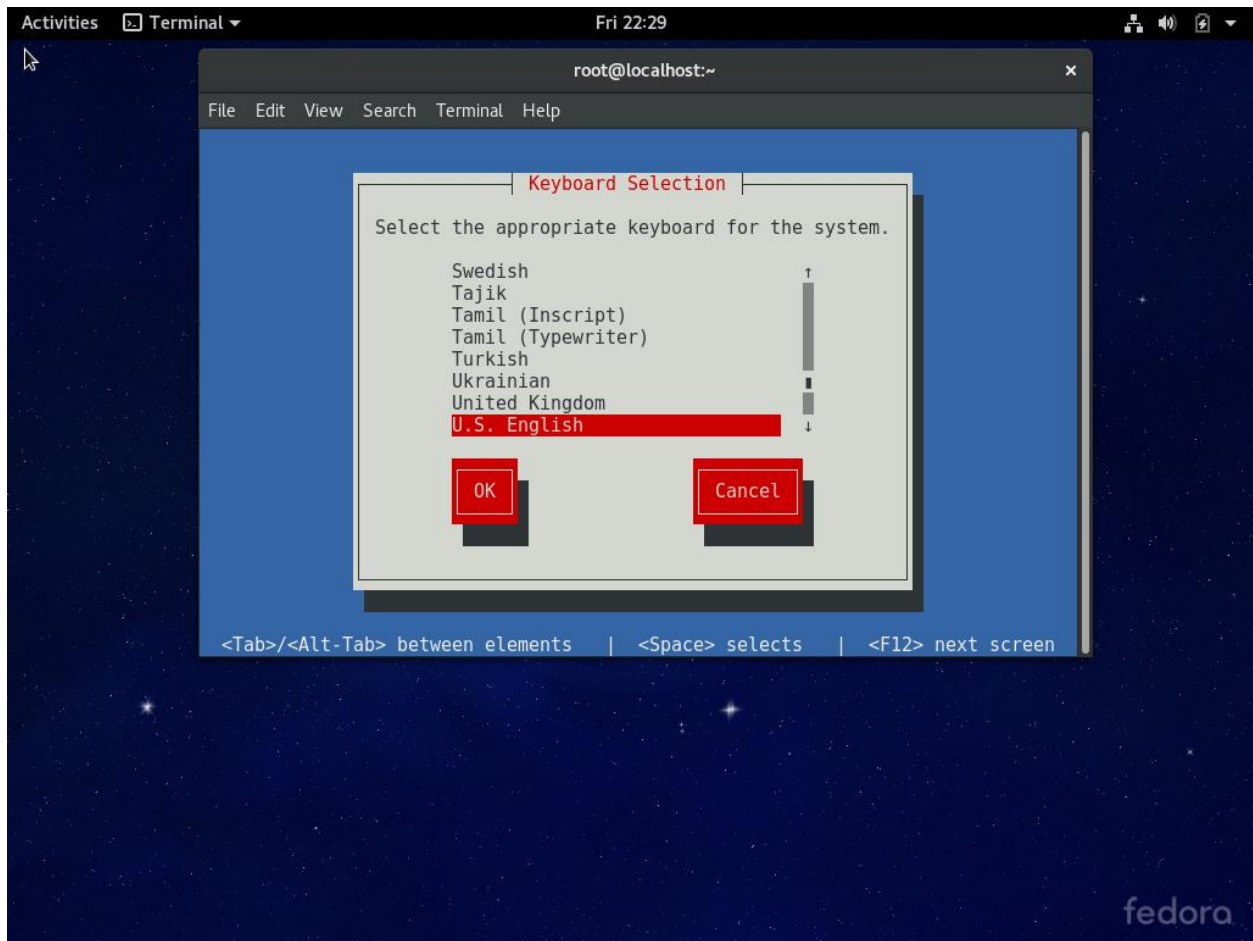 Activities Terminal Fri 22:29
root@localhost:~
File Edit View Search Terminal Help
Keyboard Selection
Select the appropriate keyboard for the system.
Swedish
Tajik
Tamil (Inscript)
Tamil (Typewriter)
Turkish
Ukrainian
United Kingdom
U.S. English
OK Cancel
<Tab>/<Alt-Tab> between elements | <Space> selects | <F12> next screen
fedora